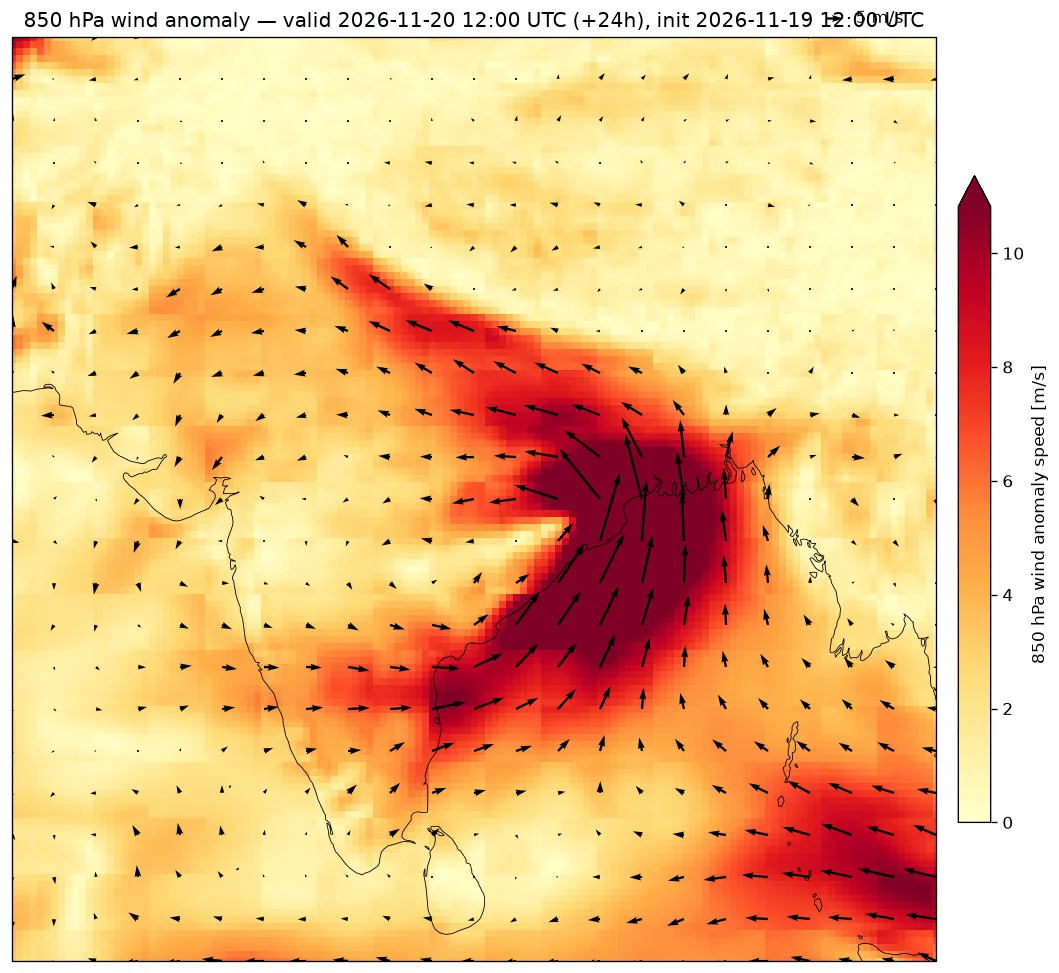 850 hPa wind anomaly — valid 2026-11-20 12:00 UTC (+24h), init 2026-11-19 12:00 UTC
5 m/s
10
8
6
4
2
0
850 hPa wind anomaly speed [m/s]